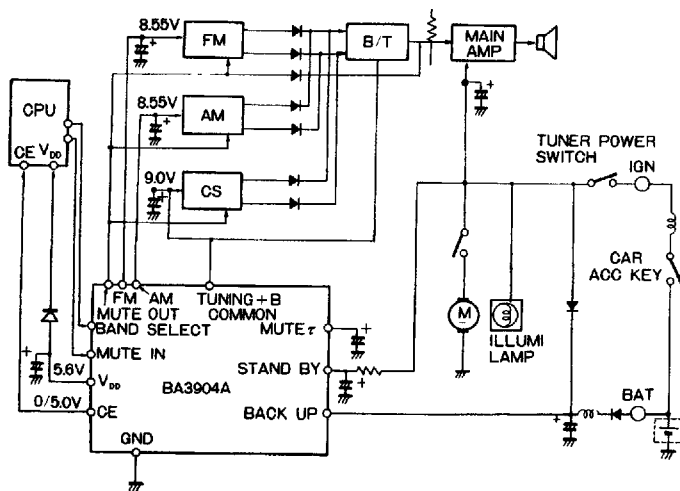 8.55V
FM
B/T
MAIN
AMP
CPU
CE VDD
8.55V
AM
9.0V
CS
TUNER POWER
SWITCH
IGN
CAR
ACC KEY
M
ILLUMI
LAMP
FM AM
MUTE OUT
TUNING+B
COMMON
BAND SELECT
MUTE τ
MUTE IN
STAND BY
5.6V
VDD
BA3904A
0/5.0V
CE
BACK UP
BAT
GND